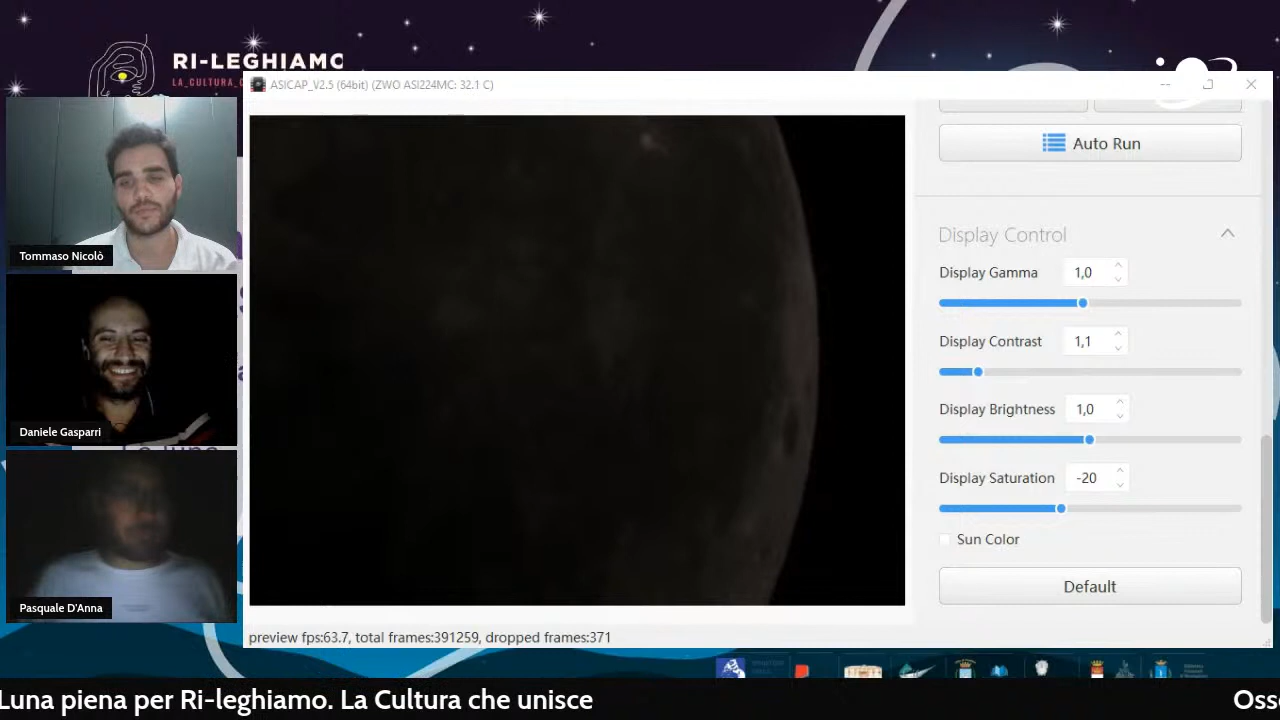 RI-LEGHIAMO
LA_CULTURA_C
ASICAP_V2.5 (64bit) (ZWO ASI224MC: 32.1 C)
Tommaso Nicolò
Daniele Gasparri
Pasquale D'Anna
Auto Run
Display Control
Display Gamma 1,0
Display Contrast 1,1
Display Brightness 1,0
Display Saturation -20
Sun Color
Default
preview fps:63.7, total frames:391259, dropped frames:371
Luna piena per Ri-leghiamo. La Cultura che unisce
Oss